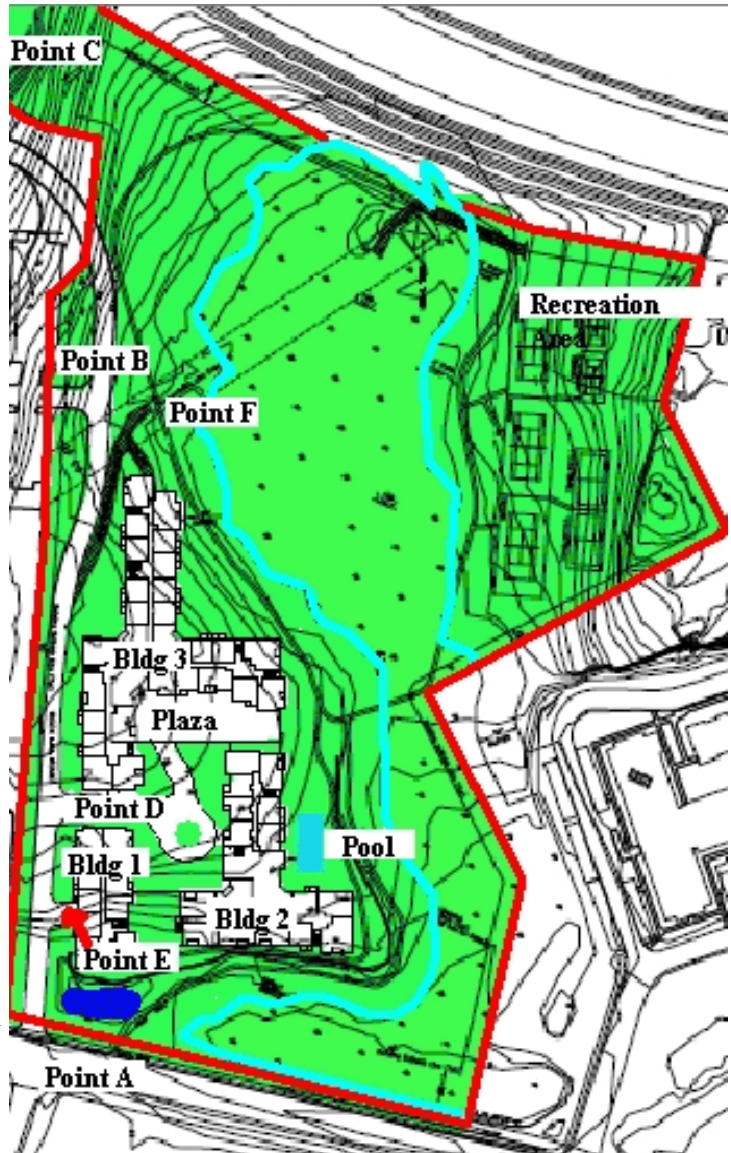 Point C
Recreation
Area
Point B
Point F
Bldg 3
Plaza
Point D
Bldg 1
Pool
Bldg 2
Point E
Point A